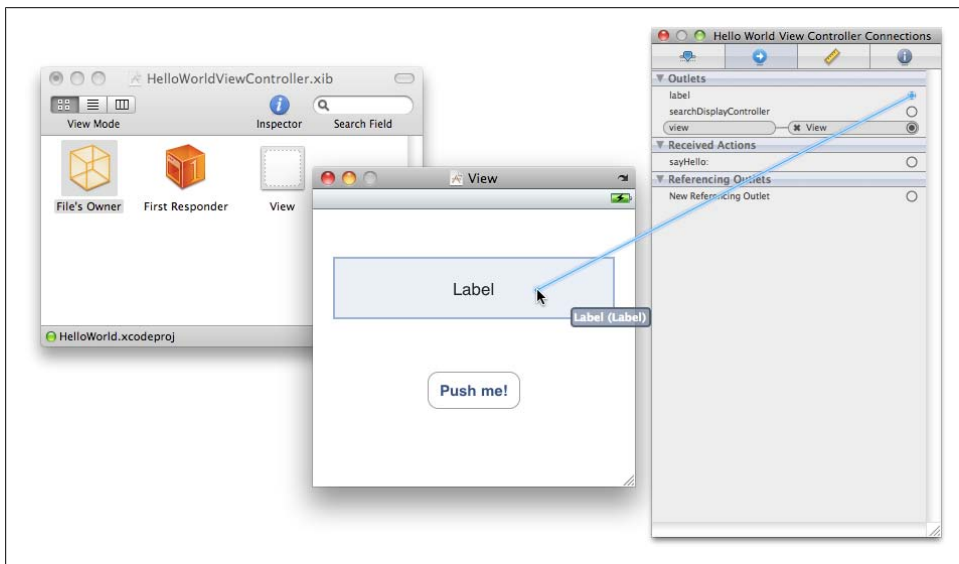 HelloWorldViewController.xib
View Mode
Inspector
Search Field
File's Owner
First Responder
View
HelloWorld.xcodeproj
View
Label
Label (Label)
Push me!
Hello World View Controller Connections
Outlets
label
searchDisplayController
view
View
Received Actions
sayHello:
Referencing Outlets
New Referencing Outlet